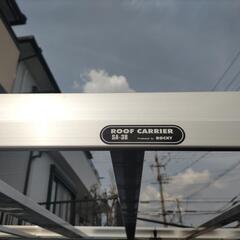 ROOF CARRIER
SA-38 Produced by ROCKY